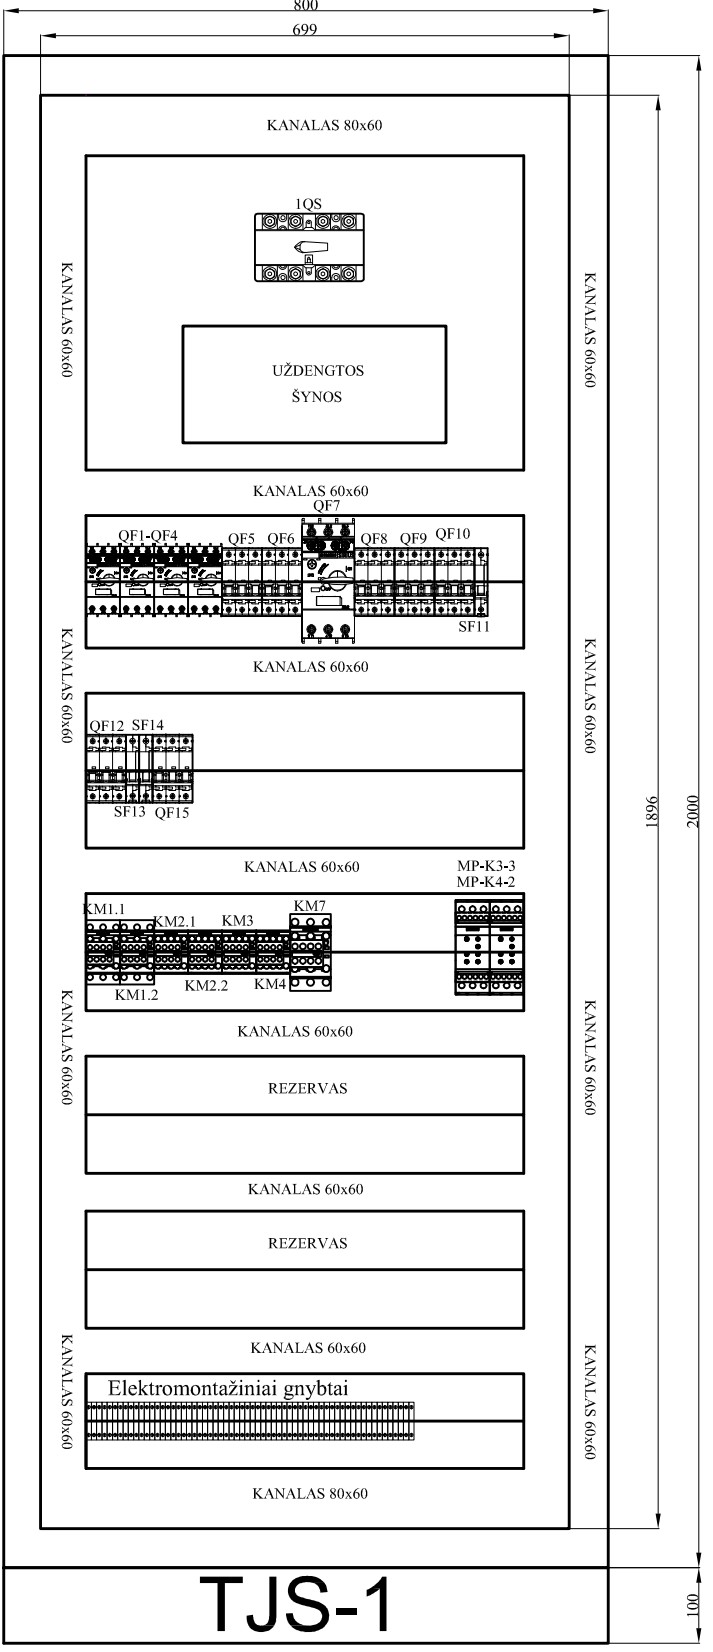 800
699
KANALAS 80x60
1QS
KANALAS 60x60
KANALAS 60x60
UŽDENGTOS
ŠYNOS
KANALAS 60x60
QF7
QF1-QF4
QF5
QF6
QF8
QF9
QF10
SF11
KANALAS 60x60
KANALAS 60x60
KANALAS 60x60
QF12
SF14
SF13
QF15
1896
2000
KANALAS 60x60
MP-K3-3
MP-K4-2
KM1.1
KM2.1
KM3
KM7
KM1.2
KM2.2
KM4
KANALAS 60x60
KANALAS 60x60
KANALAS 60x60
REZERVAS
KANALAS 60x60
REZERVAS
KANALAS 60x60
KANALAS 60x60
KANALAS 60x60
Elektromontažiniai gnybtai
KANALAS 80x60
TJS-1
100